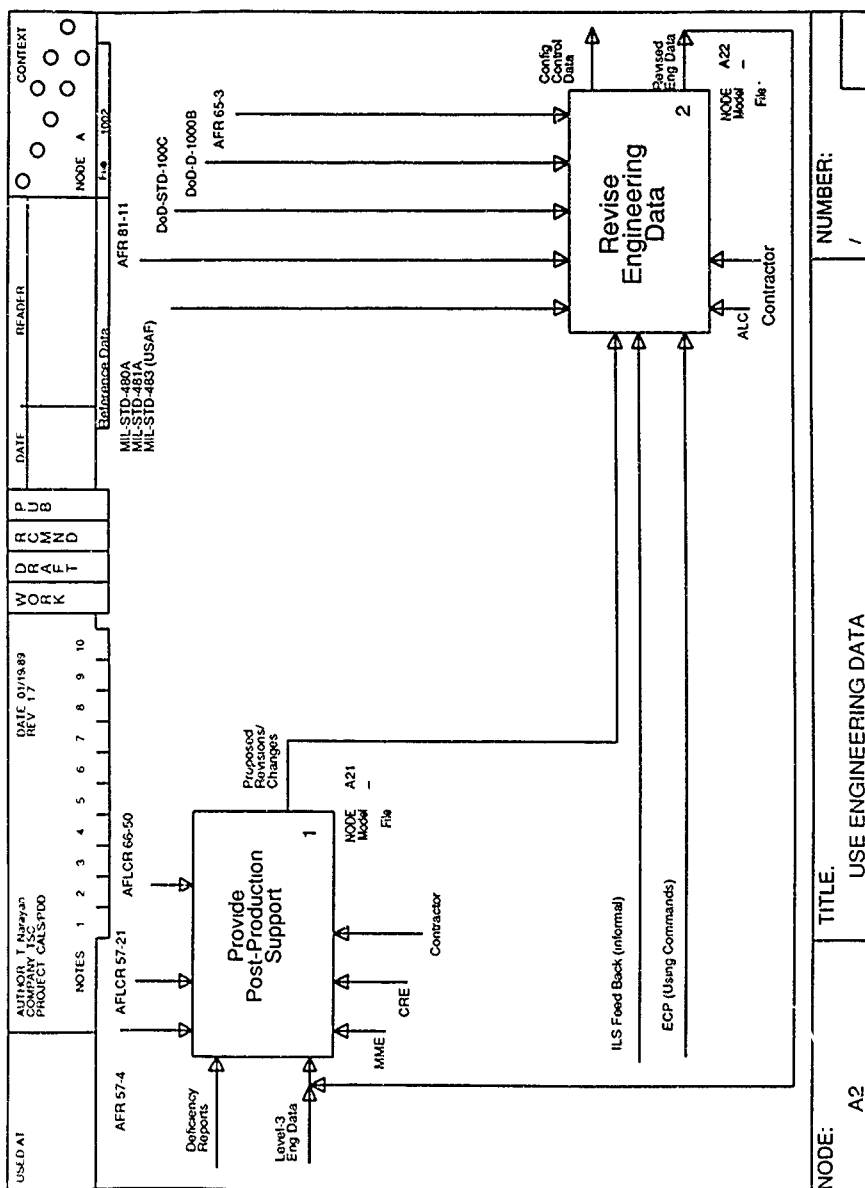 USED AT
AUTHOR T Narayan
COMPANY TSC
PROJECT CALS/PDO
DATE 01/19/89
REV 1.7
NOTES 1 2 3 4 5 6 7 8 9 10
WORK
DRAFT
RCMND
PUB
DATE
READER
CONTEXT
NODE A
File 1002
Reference Data
AFR 57-4
AFLCR 57-21
AFLCR 66-50
MIL-STD-480A
MIL-STD-481A
MIL-STD-483 (USAF)
AFR 81-11
DoD-STD-100C
DoD-D-1000B
AFR 65-3
Deficiency
Reports
Level-3
Eng Data
Provide
Post-Production
Support
1
Proposed
Revisions/
Changes
NODE A21
Model -
File
MME
CRE
Contractor
ILS Feed Back (informal)
ECP (Using Commands)
Revise
Engineering
Data
2
Config
Control
Data
Revised
Eng Data
NODE A22
Model -
File
ALC
Contractor
NODE:
A2
TITLE.
USE ENGINEERING DATA
NUMBER:
/